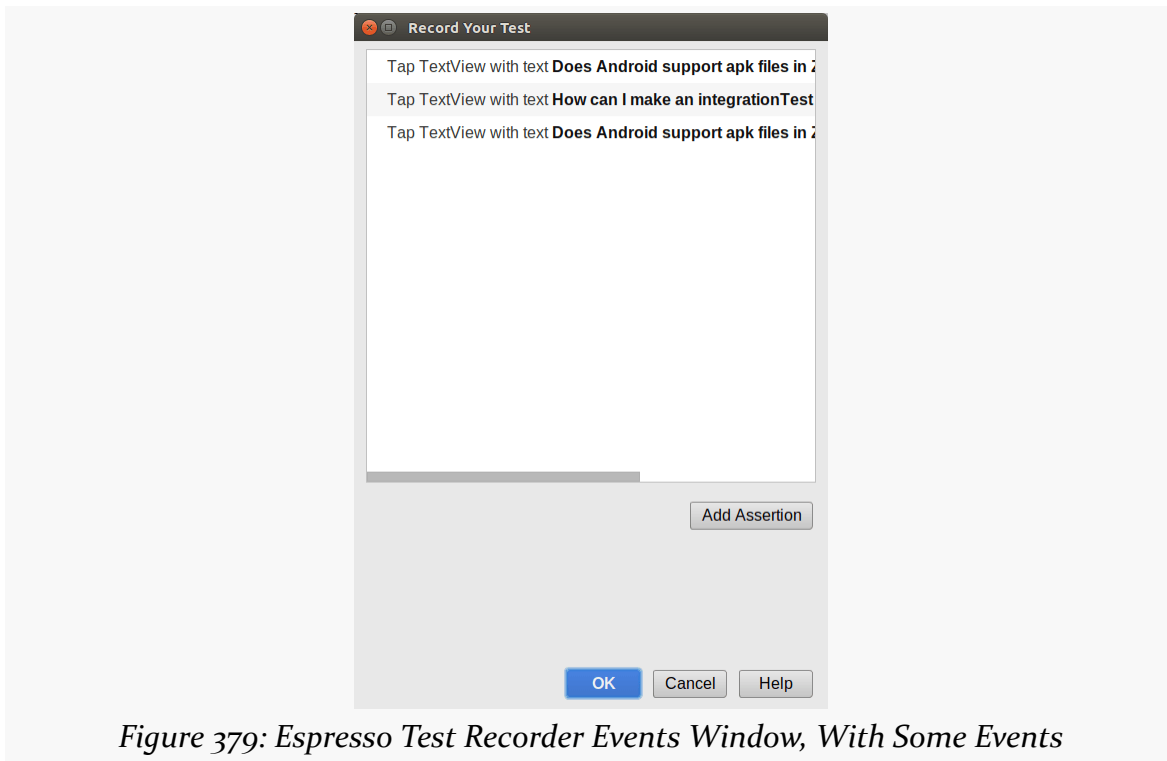 Record Your Test
Tap TextView with text Does Android support apk files in
Tap TextView with text How can I make an integrationTest
Tap TextView with text Does Android support apk files in
Add Assertion
OK Cancel Help
Figure 379: Espresso Test Recorder Events Window, With Some Events